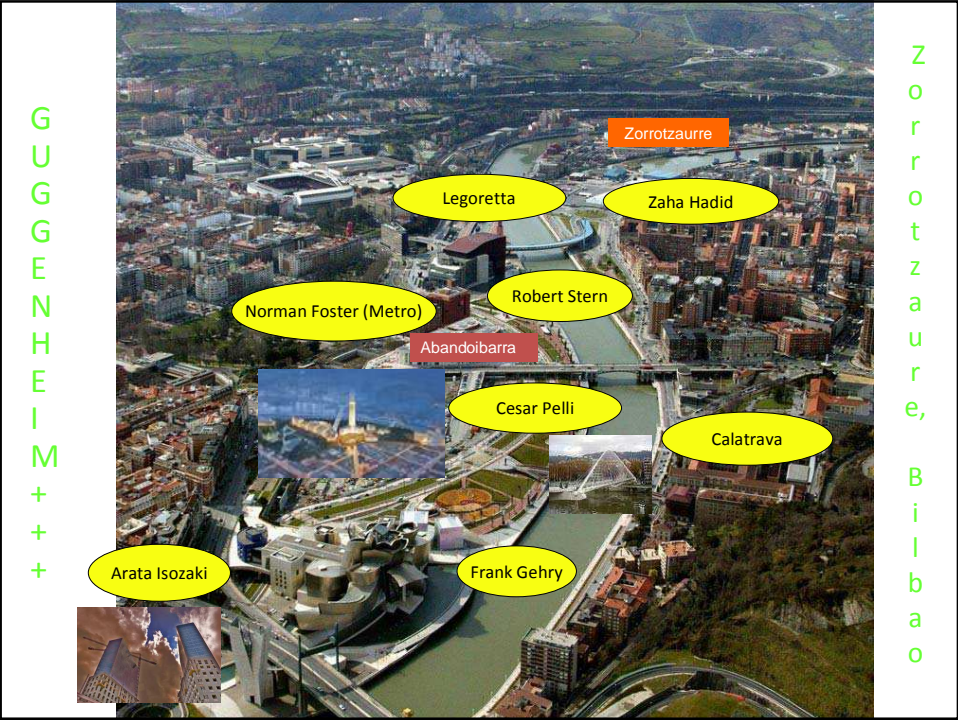 GUGGENHEIM+++
Zorrotzaurre, Bilbao
Zorrotzaurre
Legoretta
Zaha Hadid
Robert Stern
Norman Foster (Metro)
Abandoibarra
Cesar Pelli
Calatrava
Arata Isozaki
Frank Gehry